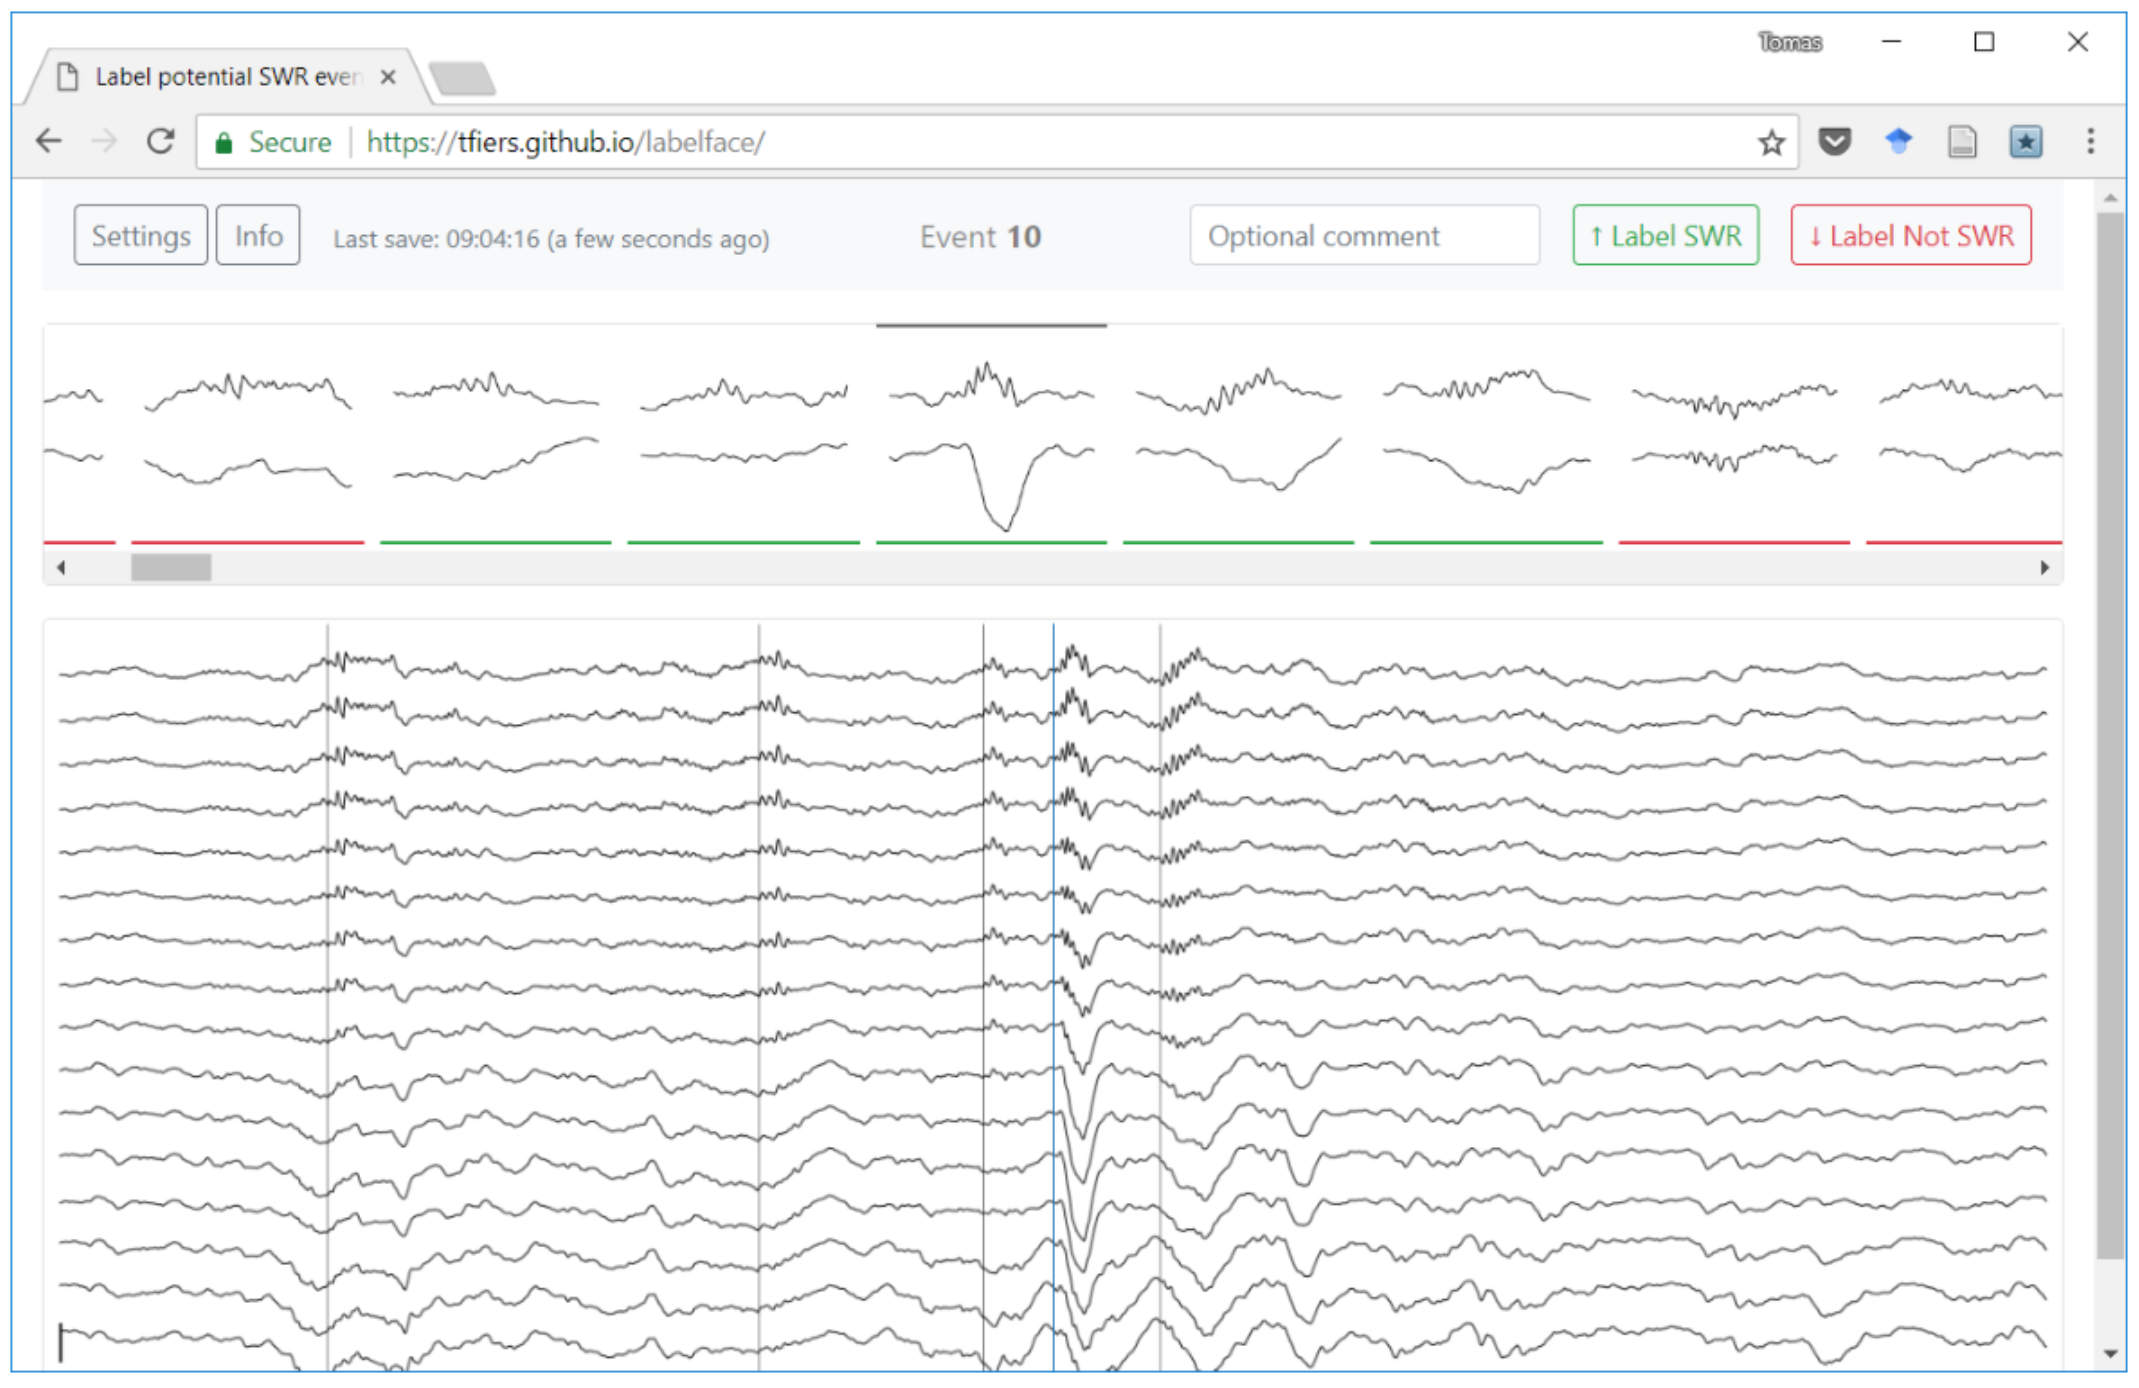 Tomas
Label potential SWR even
Secure https://tfiers.github.io/labelface/
Settings Info Last save: 09:04:16 (a few seconds ago) Event 10 Optional comment ↑ Label SWR ↓ Label Not SWR